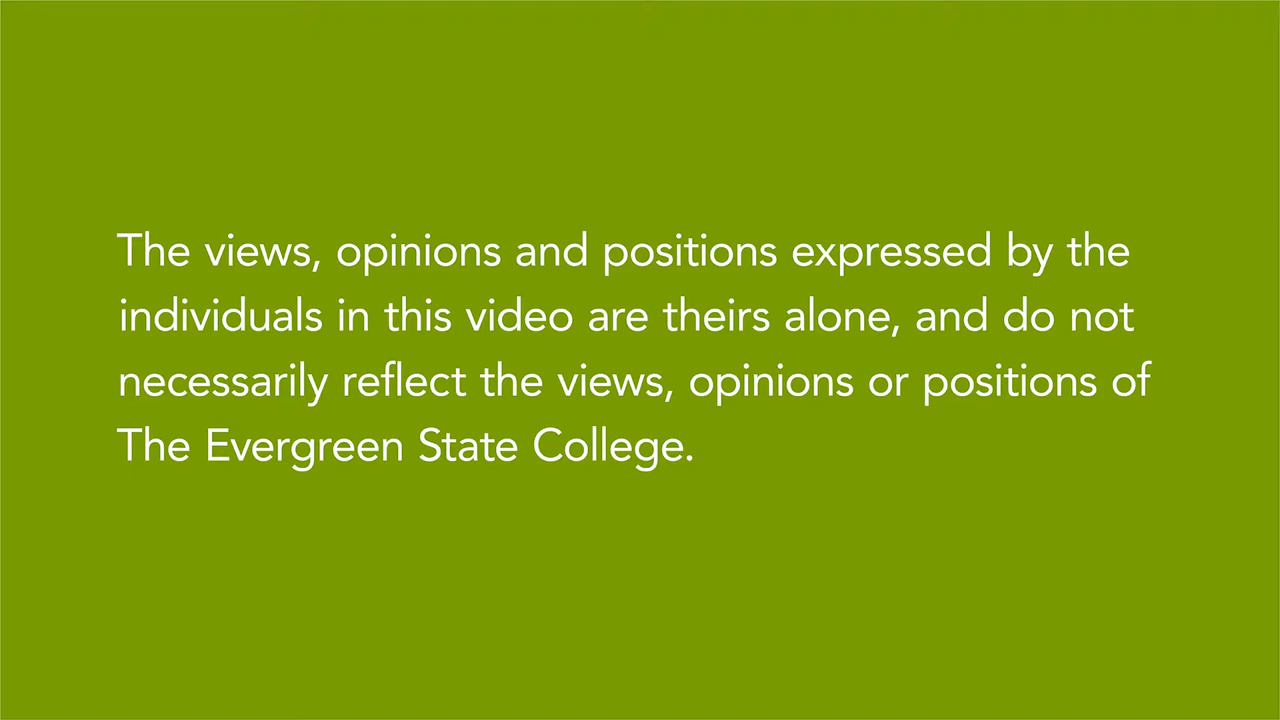 The views, opinions and positions expressed by the
individuals in this video are theirs alone, and do not
necessarily reflect the views, opinions or positions of
The Evergreen State College.